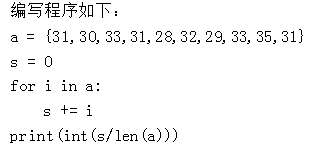 编写程序如下：
a = {31,30,33,31,28,32,29,33,35,31}
s = 0
for i in a:
    s += i
print(int(s/len(a)))